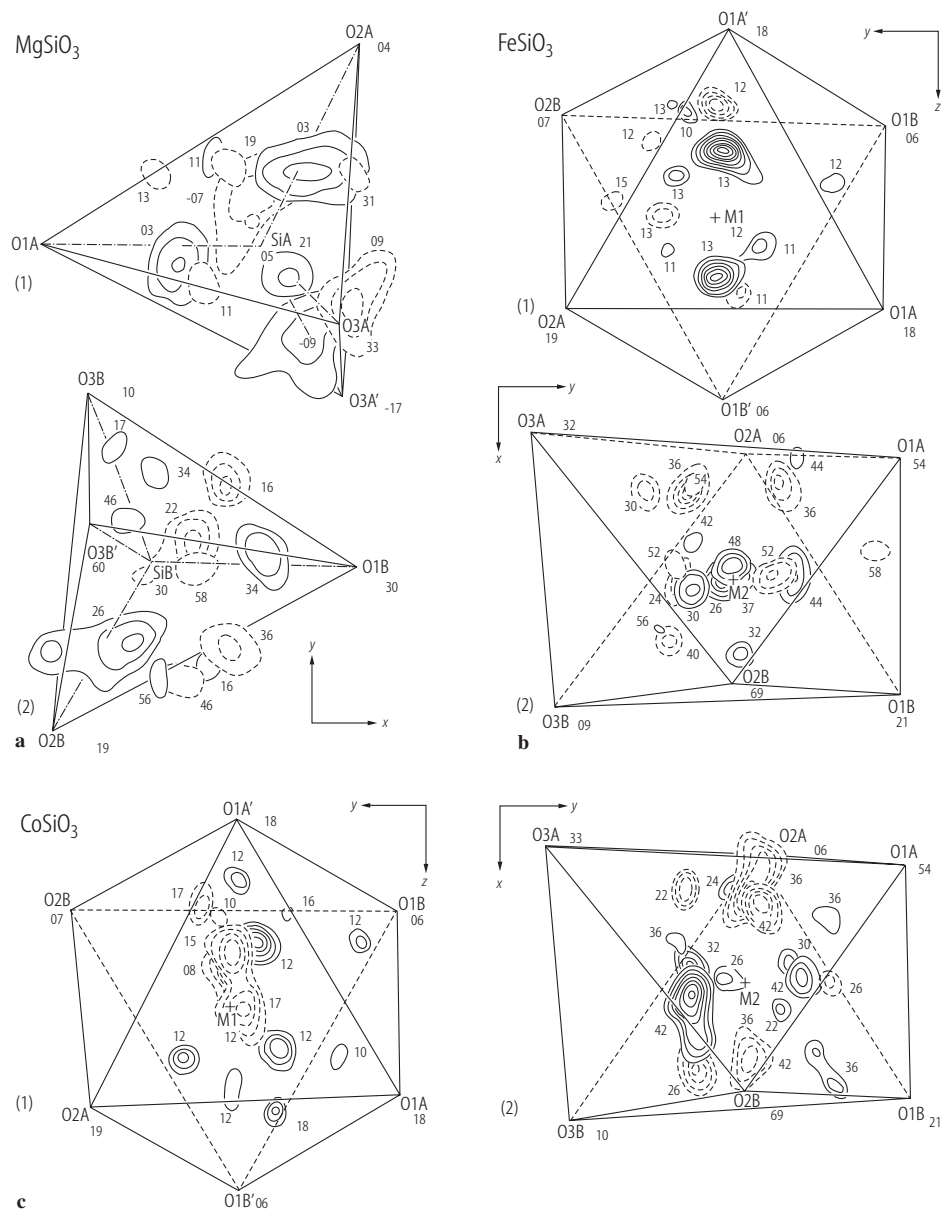 MgSiO3
O2A 04
03
19
11
13
-07
31
O1A
03
SiA 21
05
09
(1)
11
O3A
-09
33
O3A′ -17
O3B
10
17
34
16
46
22
O3B′
60
SiB
30
58
34
O1B
30
26
36
56
46
16
(2)
y
x
a
O2B
19
FeSiO3
O1A′
18
y
z
12
O2B
07
13
10
O1B
06
12
13
12
15
13
13
M1
12
13
11
11
11
(1)
O2A
19
O1A
18
O1B′ 06
y
x
O3A 32
O2A 06
O1A
54
36
54
44
30
42
36
48
52
52
58
M2
24
30
26
37
44
56
40
32
O2B
69
(2)
O3B 09
O1B
21
b
CoSiO3
O1A′
18
y
z
12
17
10
16
O2B
07
O1B
06
12
15
12
08
17
M1
12
12
12
10
12
18
(1)
O2A
19
O1A
18
O1B′ 06
c
y
x
O3A 33
O2A
06
O1A
54
36
22
24
42
36
36
32
26
30
M2
42
26
22
42
36
42
36
26
O2B
69
(2)
O3B 10
O1B 21